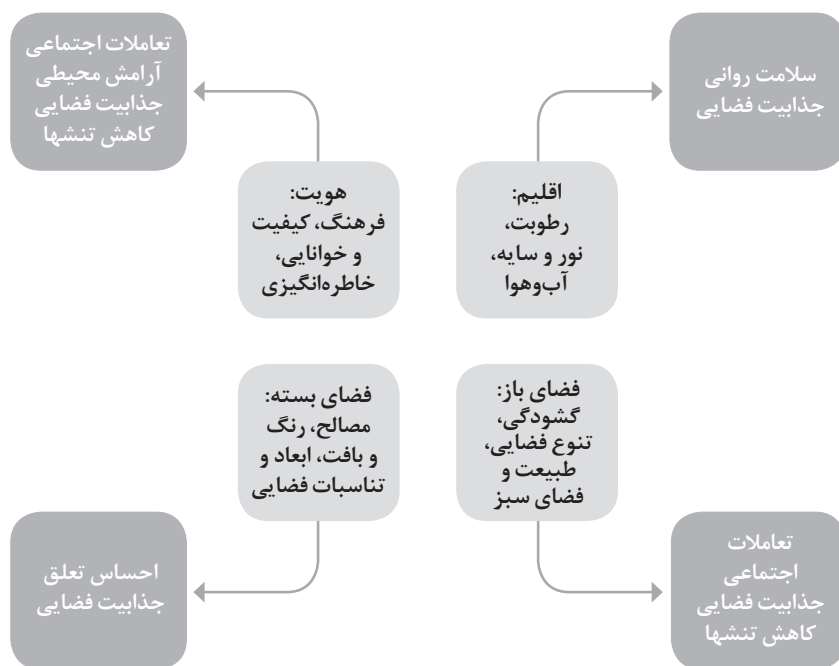 سلامت روانی
جذابیت فضایی
اقلیم:
رطوبت،
نور و سایه،
آب‌وهوا
تعاملات اجتماعی
آرامش محیطی
جذابیت فضایی
کاهش تنشها
هویت:
فرهنگ، کیفیت
و خوانایی،
خاطره‌انگیزی
فضای باز:
گشودگی،
تنوع فضایی،
طبیعت و
فضای سبز
تعاملات
اجتماعی
جذابیت فضایی
کاهش تنشها
فضای بسته:
مصالح، رنگ
و بافت، ابعاد و
تناسبات فضایی
احساس تعلق
جذابیت فضایی